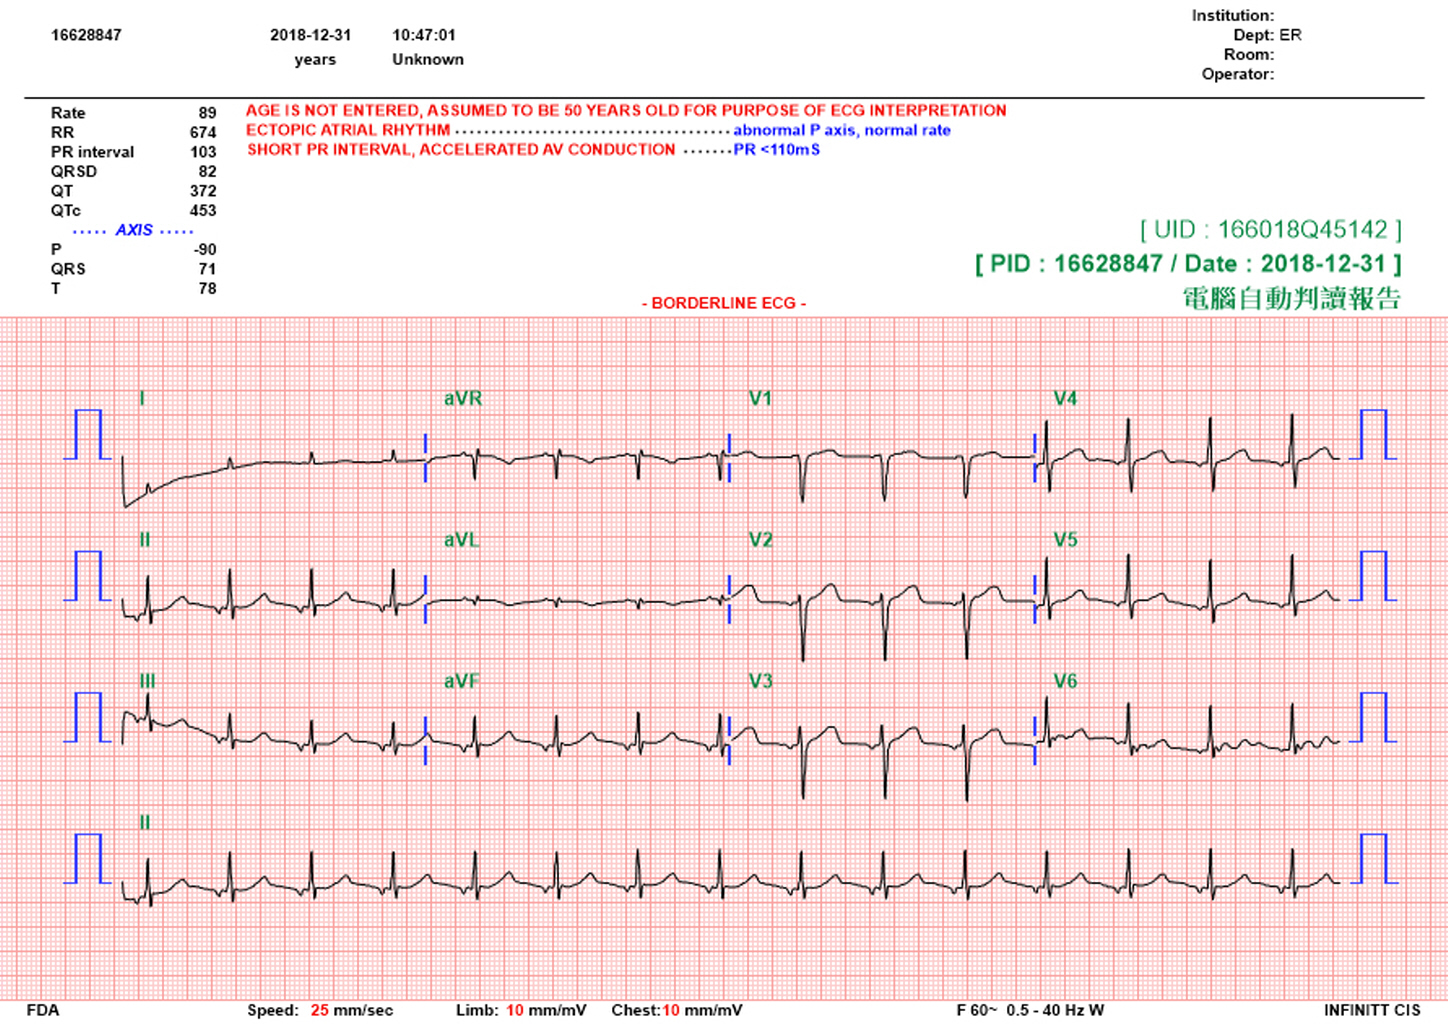 16628847 2018-12-31 10:47:01
years Unknown
Institution:
Dept: ER
Room:
Operator:
Rate 89
RR 674
PR interval 103
QRSD 82
QT 372
QTc 453
····· AXIS ·····
P -90
QRS 71
T 78
AGE IS NOT ENTERED, ASSUMED TO BE 50 YEARS OLD FOR PURPOSE OF ECG INTERPRETATION
ECTOPIC ATRIAL RHYTHM ·································· abnormal P axis, normal rate
SHORT PR INTERVAL, ACCELERATED AV CONDUCTION ······· PR <110mS
[ UID : 166018Q45142 ]
[ PID : 16628847 / Date : 2018-12-31 ]
電腦自動判讀報告
- BORDERLINE ECG -
I aVR V1 V4
II aVL V2 V5
III aVF V3 V6
II
FDA Speed: 25 mm/sec Limb: 10 mm/mV Chest:10 mm/mV F 60~ 0.5 - 40 Hz W INFINITT CIS